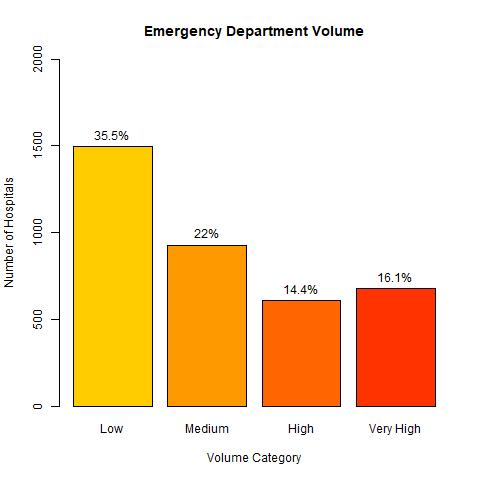 Emergency Department Volume
Number of Hospitals
2000
1500
1000
500
0
35.5%
22%
14.4%
16.1%
Low
Medium
High
Very High
Volume Category